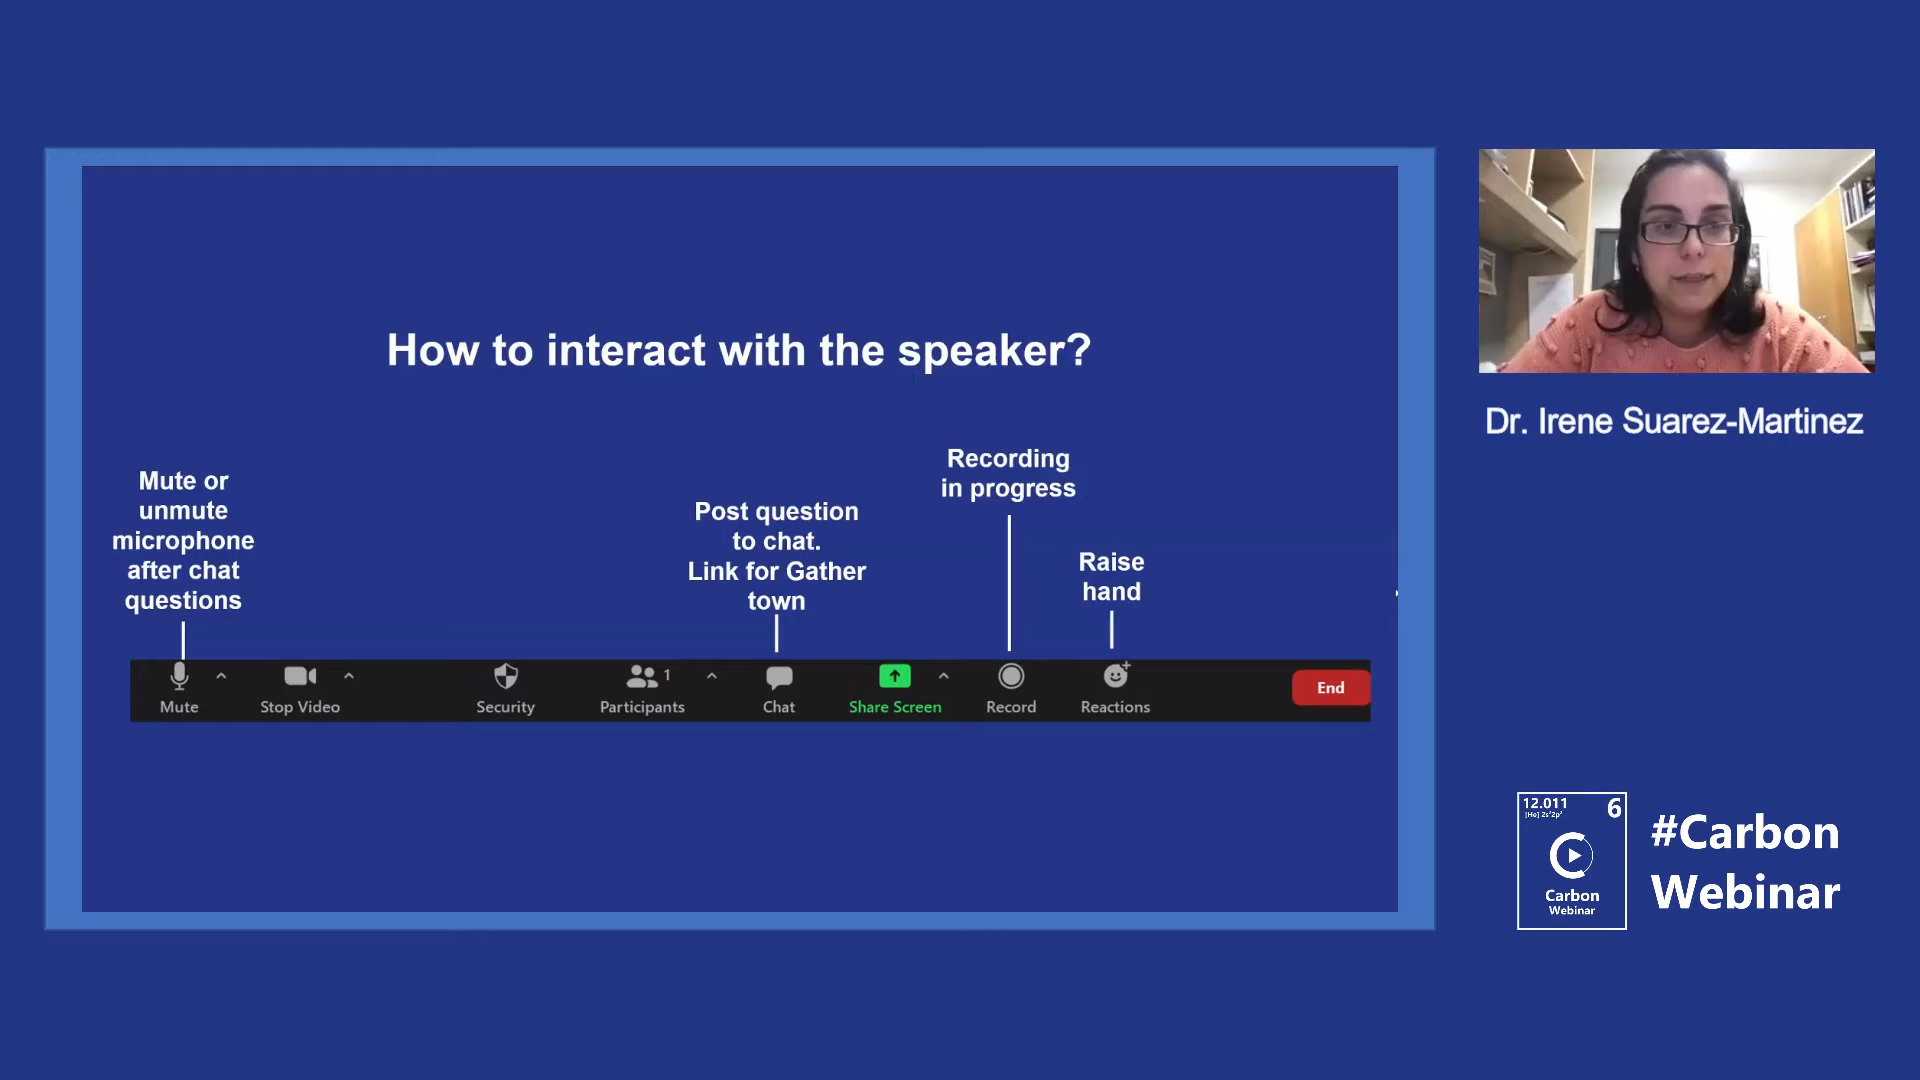 How to interact with the speaker?
Mute or
unmute
microphone
after chat
questions
Post question
to chat.
Link for Gather
town
Recording
in progress
Raise
hand
Mute
Stop Video
Security
1
Participants
Chat
Share Screen
Record
Reactions
End
Dr. Irene Suarez-Martinez
12.011
6
[He] 2s²2p²
Carbon
Webinar
#Carbon
Webinar